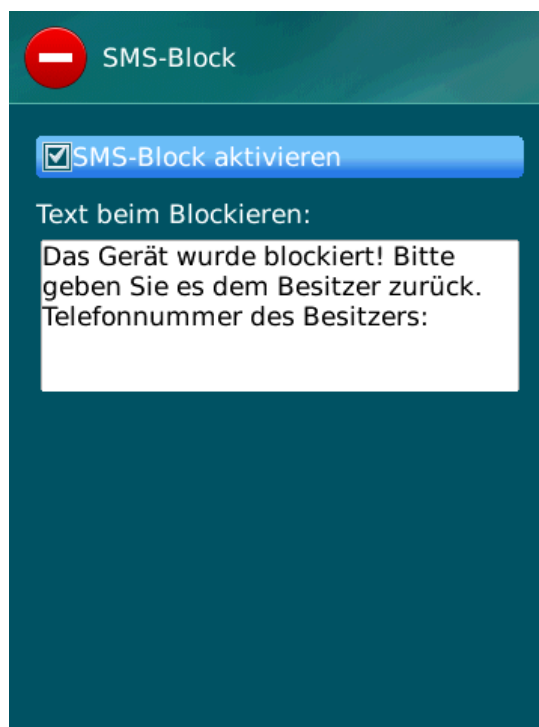 SMS-Block
SMS-Block aktivieren
Text beim Blockieren:
Das Gerät wurde blockiert! Bitte
geben Sie es dem Besitzer zurück.
Telefonnummer des Besitzers: